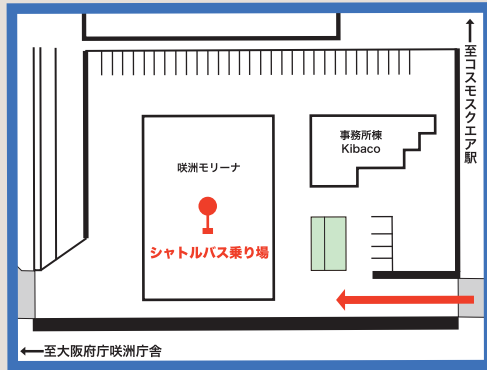 至コスモスクエア駅
事務所棟
Kibaco
咲洲モリーナ
シャトルバス乗り場
至大阪府庁咲洲庁舎